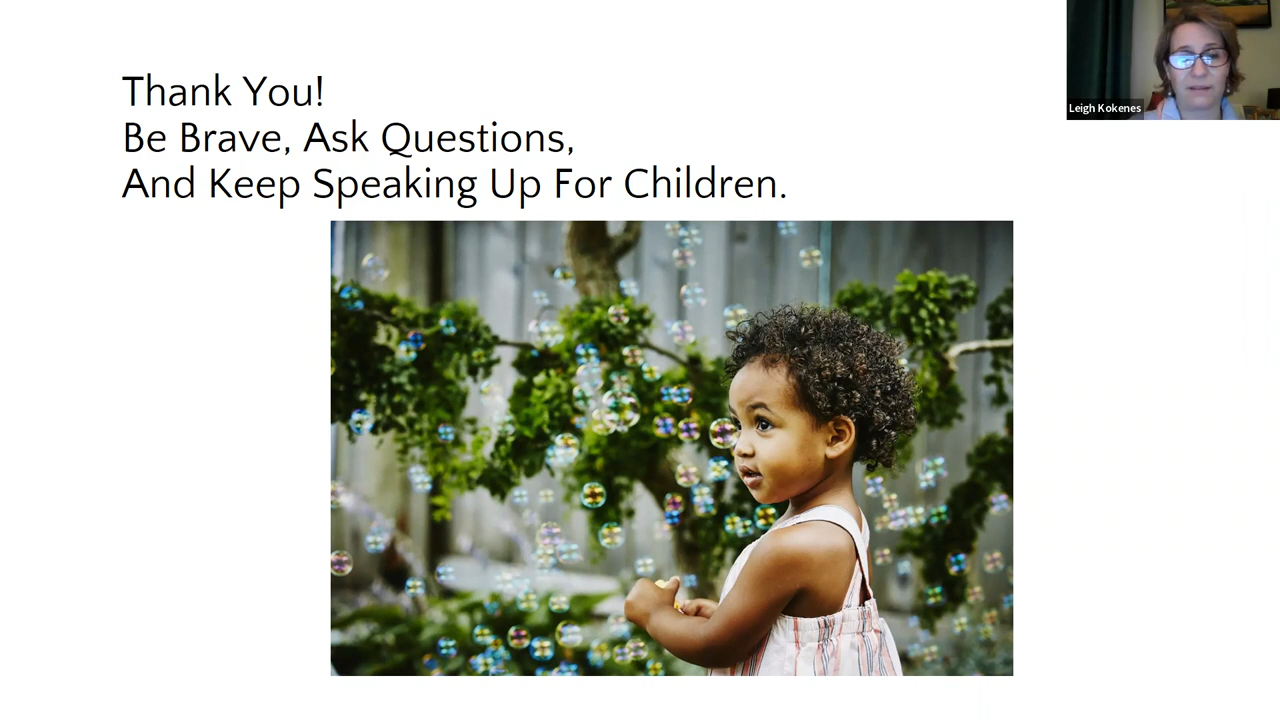 Thank You!
Be Brave, Ask Questions,
And Keep Speaking Up For Children.
Leigh Kokenes